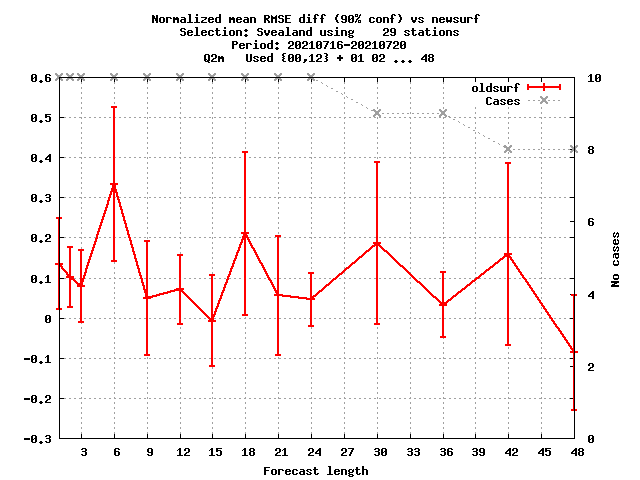 Normalized mean RMSE diff (90% conf) vs newsurf
Selection: Svealand using    29 stations
Period: 20210716-20210720
Q2m   Used {00,12} + 01 02 ... 48
oldsurf
Cases
0.6
0.5
0.4
0.3
0.2
0.1
0
-0.1
-0.2
-0.3
10
8
6
4
2
0
No cases
3 6 9 12 15 18 21 24 27 30 33 36 39 42 45 48
Forecast length